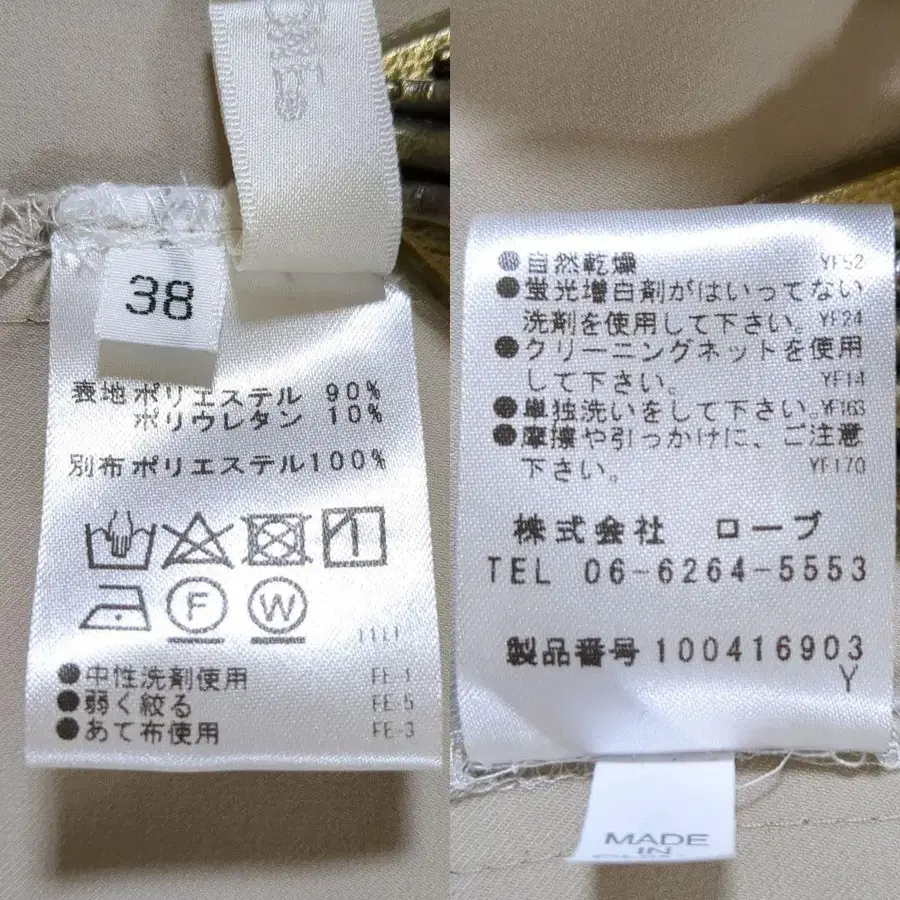 38
表地 ポリエステル 90%
ポリウレタン 10%
別布 ポリエステル 100%
F W
●中性洗剤使用 FE-1
●弱く絞る FE-5
●あて布使用 FE-3
●自然乾燥 YF52
●蛍光増白剤がはいってない
洗剤を使用して下さい。YF24
●クリーニングネットを使用
して下さい。 YF14
●単独洗いをして下さい。YF163
●摩擦や引っかけに、ご注意
下さい。 YF170
株式会社 ローブ
TEL 06-6264-5553
製品番号 100416903
Y
MADE
IN